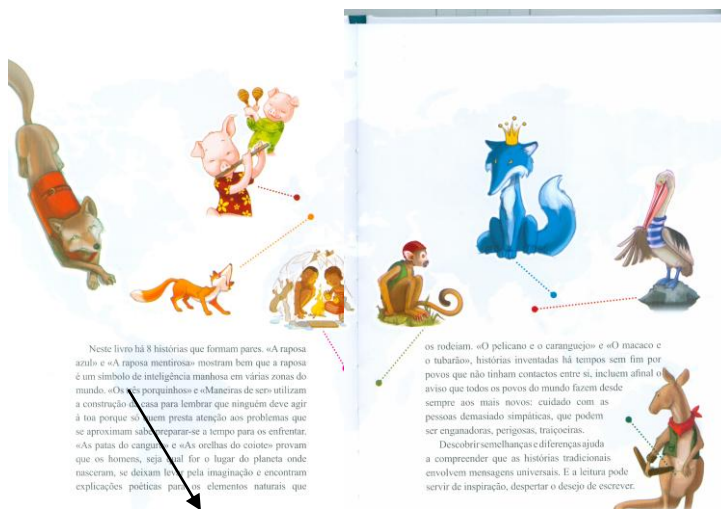 Neste livro há 8 histórias que formam pares. «A raposa
azul» e «A raposa mentirosa» mostram bem que a raposa
é um símbolo de inteligência manhosa em várias zonas do
mundo. «Os três porquinhos» e «Maneiras de ser» utilizam
a construção da casa para lembrar que ninguém deve agir
à toa porque só quem presta atenção aos problemas que
se aproximam sabe preparar-se a tempo para os enfrentar.
«As patas do canguru» e «As orelhas do coiote» provam
que os homens, seja qual for o lugar do planeta onde
nasceram, se deixam levar pela imaginação e encontram
explicações poéticas para os elementos naturais que
os rodeiam. «O pelicano e o caranguejo» e «O macaco e
o tubarão», histórias inventadas há tempos sem fim por
povos que não tinham contactos entre si, incluem afinal o
aviso que todos os povos do mundo fazem desde
sempre aos mais novos: cuidado com as
pessoas demasiado simpáticas, que podem
ser enganadoras, perigosas, traiçoeiras.
Descobrir semelhanças e diferenças ajuda
a compreender que as histórias tradicionais
envolvem mensagens universais. E a leitura pode
servir de inspiração, despertar o desejo de escrever.